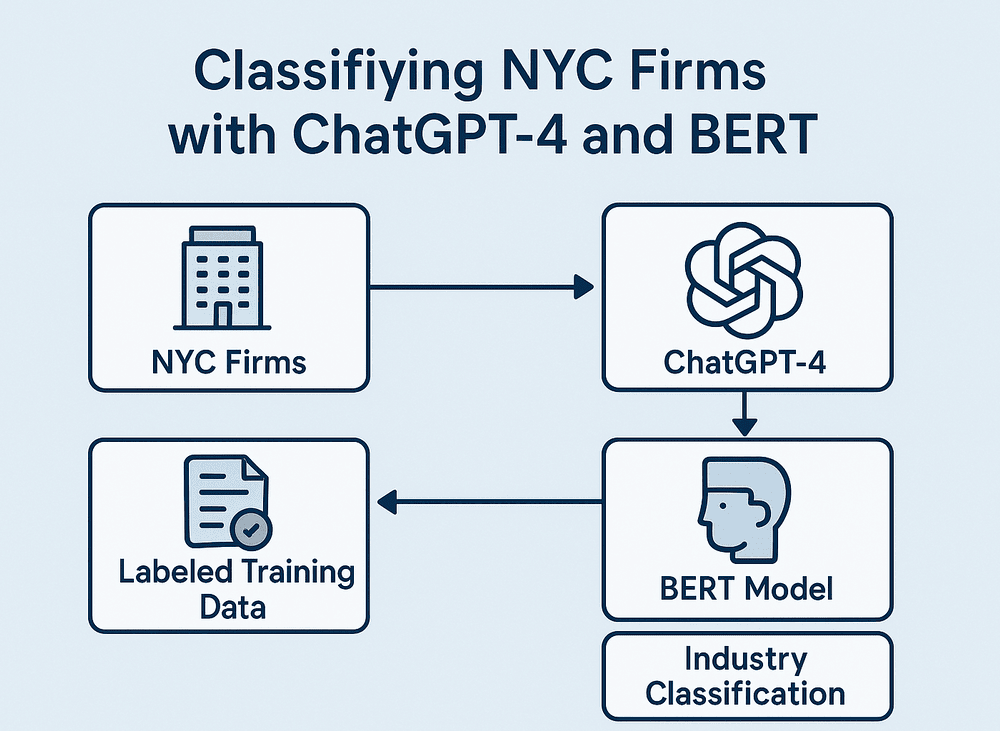 Classifiying NYC Firms
with ChatGPT-4 and BERT
NYC Firms
ChatGPT-4
Labeled Training
Data
BERT Model
Industry
Classification